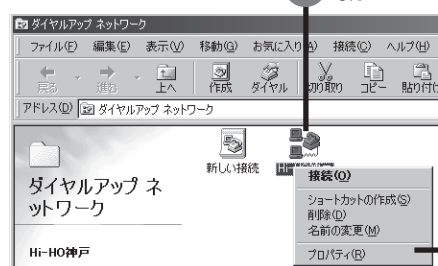 ダイヤルアップ ネットワーク
ファイル(F) 編集(E) 表示(V) 移動(G) お気に入り(A) 接続(C) ヘルプ(H)
戻る 進む 上へ 作成 ダイヤル 切り取り コピー 貼り付け
アドレス(D) ダイヤルアップ ネットワーク
新しい接続
接続(O)
ダイヤルアップ ネ
ットワーク
ショートカットの作成(S)
削除(D)
名前の変更(M)
Hi-HO神戸
プロパティ(R)